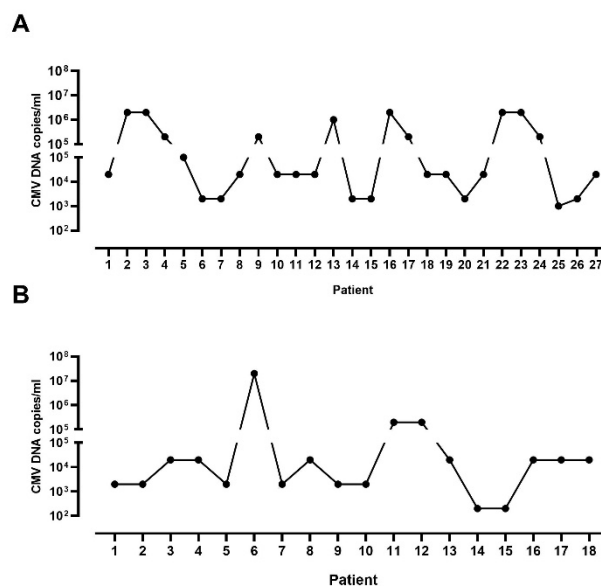 A
CMV DNA copies/ml
10⁸
10⁷
10⁶
10⁵
10⁵
10⁴
10³
10²
1 2 3 4 5 6 7 8 9 10 11 12 13 14 15 16 17 18 19 20 21 22 23 24 25 26 27
Patient
B
CMV DNA copies/ml
10⁸
10⁷
10⁶
10⁵
10⁵
10⁴
10³
10²
1 2 3 4 5 6 7 8 9 10 11 12 13 14 15 16 17 18
Patient